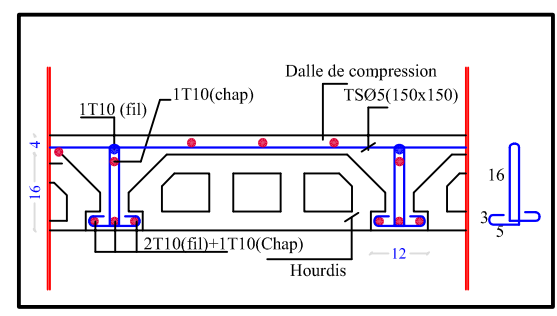 Dalle de compression
1T10(chap)
TSØ5(150x150)
1T10 (fil)
4
16
16
3
5
2T10(fil)+1T10(Chap)
12
Hourdis